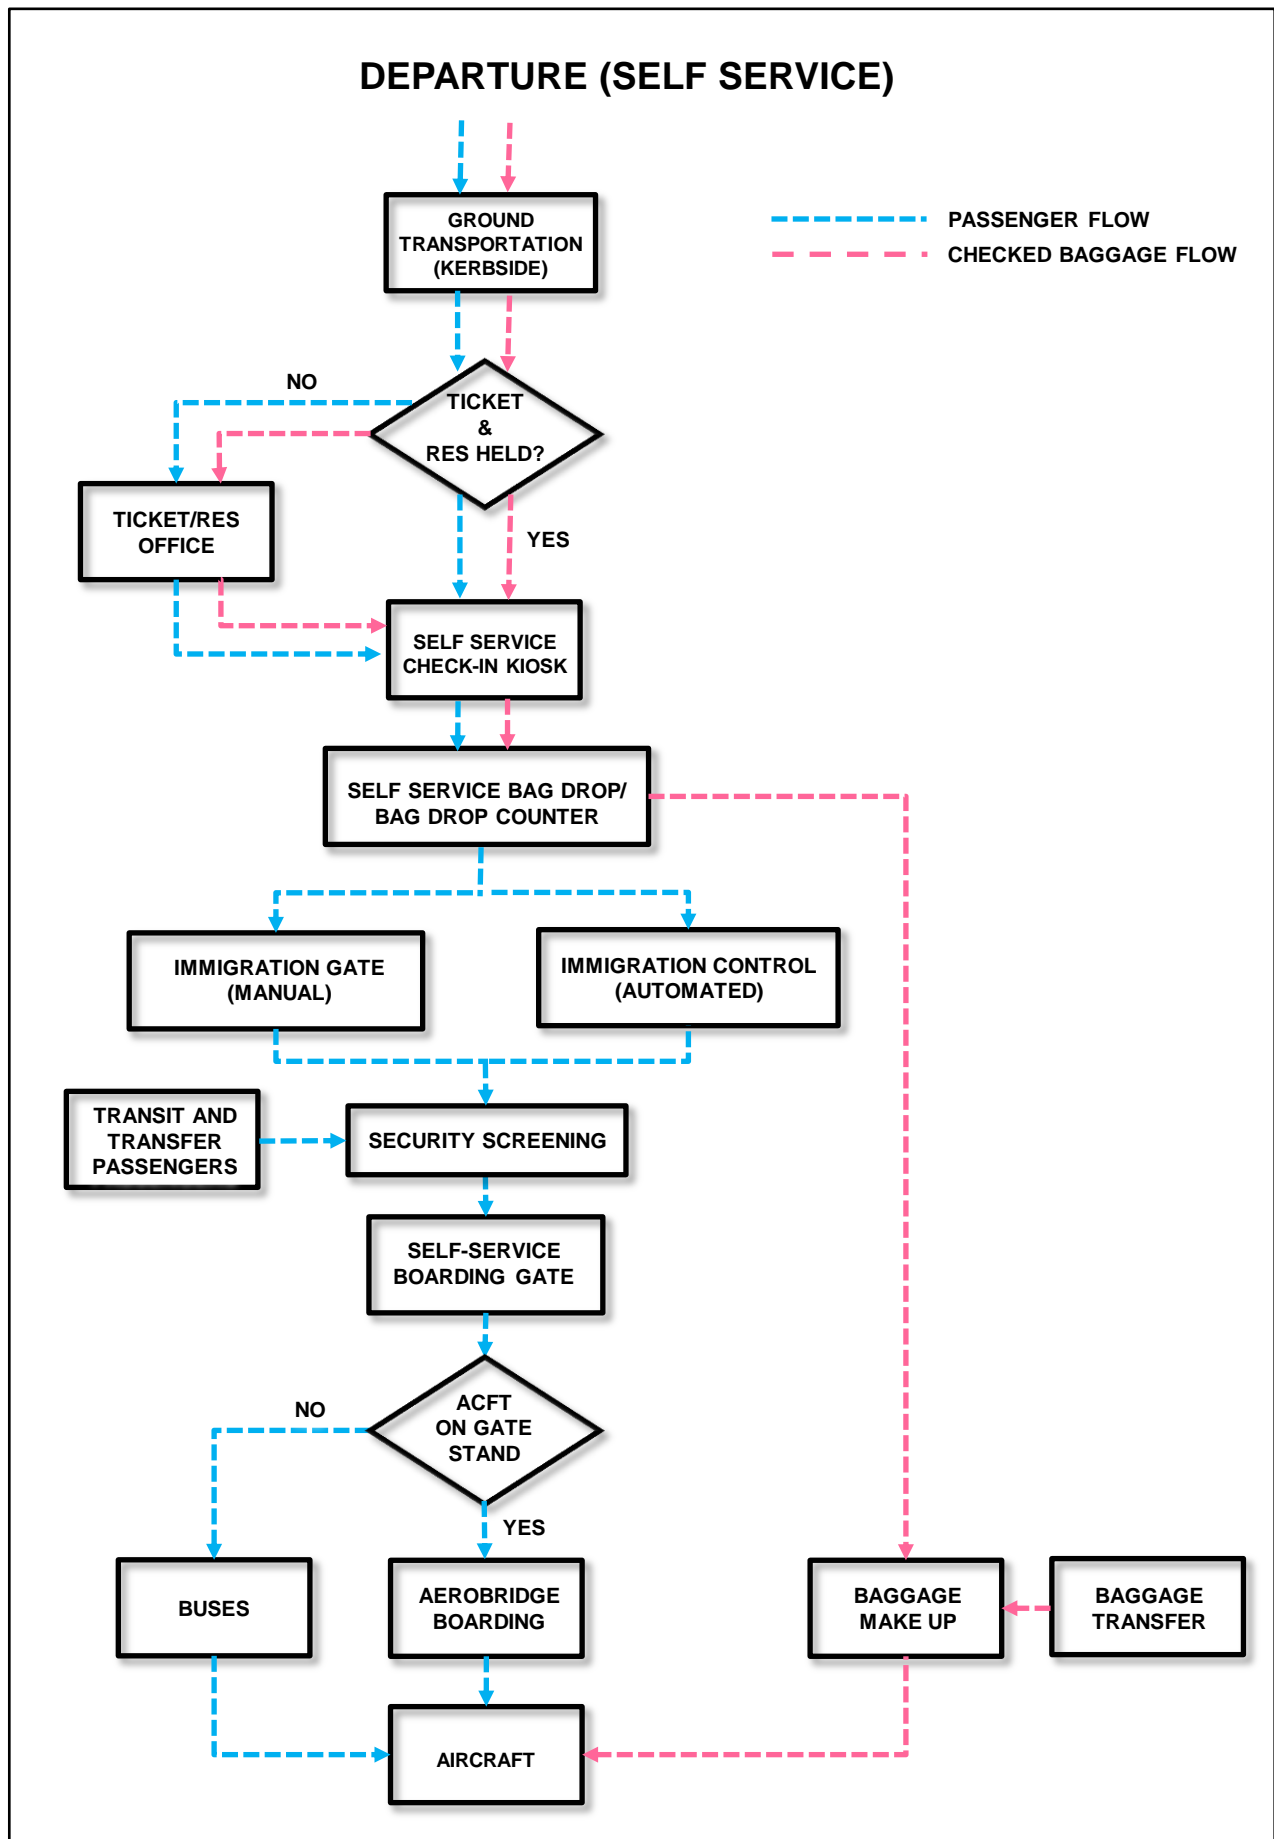 DEPARTURE (SELF SERVICE)
GROUND
TRANSPORTATION
(KERBSIDE)
PASSENGER FLOW
CHECKED BAGGAGE FLOW
NO
TICKET
&
RES HELD?
TICKET/RES
OFFICE
YES
SELF SERVICE
CHECK-IN KIOSK
SELF SERVICE BAG DROP/
BAG DROP COUNTER
IMMIGRATION GATE
(MANUAL)
IMMIGRATION CONTROL
(AUTOMATED)
TRANSIT AND
TRANSFER
PASSENGERS
SECURITY SCREENING
SELF-SERVICE
BOARDING GATE
NO
ACFT
ON GATE
STAND
YES
BUSES
AEROBRIDGE
BOARDING
BAGGAGE
MAKE UP
BAGGAGE
TRANSFER
AIRCRAFT